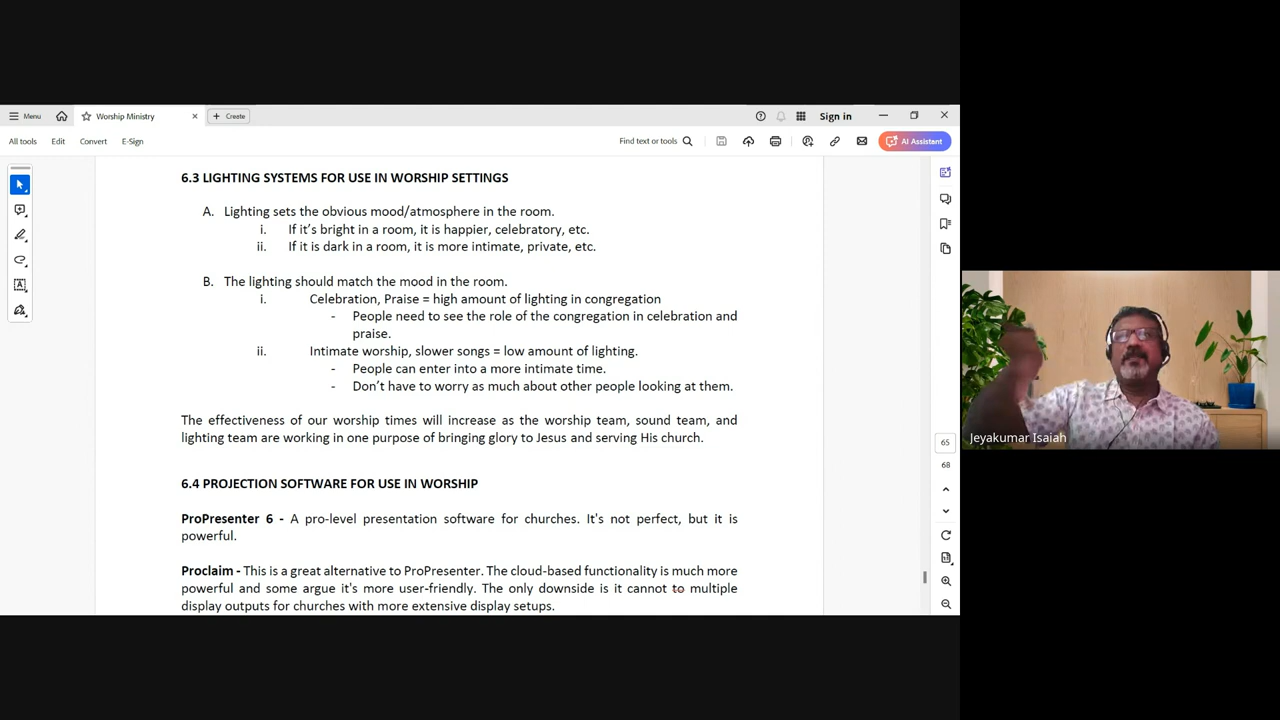 Menu
Worship Ministry
Create
Sign in
All tools
Edit
Convert
E-Sign
Find text or tools
AI Assistant
6.3 LIGHTING SYSTEMS FOR USE IN WORSHIP SETTINGS
A. Lighting sets the obvious mood/atmosphere in the room.
i. If it's bright in a room, it is happier, celebratory, etc.
ii. If it is dark in a room, it is more intimate, private, etc.
B. The lighting should match the mood in the room.
i. Celebration, Praise = high amount of lighting in congregation
- People need to see the role of the congregation in celebration and
praise.
ii. Intimate worship, slower songs = low amount of lighting.
- People can enter into a more intimate time.
- Don't have to worry as much about other people looking at them.
The effectiveness of our worship times will increase as the worship team, sound team, and
lighting team are working in one purpose of bringing glory to Jesus and serving His church.
6.4 PROJECTION SOFTWARE FOR USE IN WORSHIP
ProPresenter 6 - A pro-level presentation software for churches. It's not perfect, but it is
powerful.
Proclaim - This is a great alternative to ProPresenter. The cloud-based functionality is much more
powerful and some argue it's more user-friendly. The only downside is it cannot to multiple
display outputs for churches with more extensive display setups.
65
68
Jeyakumar Isaiah